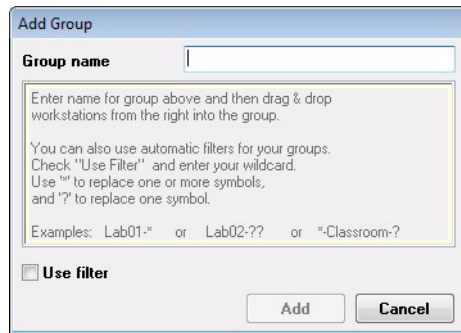 Add Group
Group name
Enter name for group above and then drag & drop
workstations from the right into the group.
You can also use automatic filters for your groups.
Check "Use Filter" and enter your wildcard.
Use '*' to replace one or more symbols,
and '?' to replace one symbol.
Examples: Lab01-* or Lab02-?? or *-Classroom-?
Use filter
Add Cancel